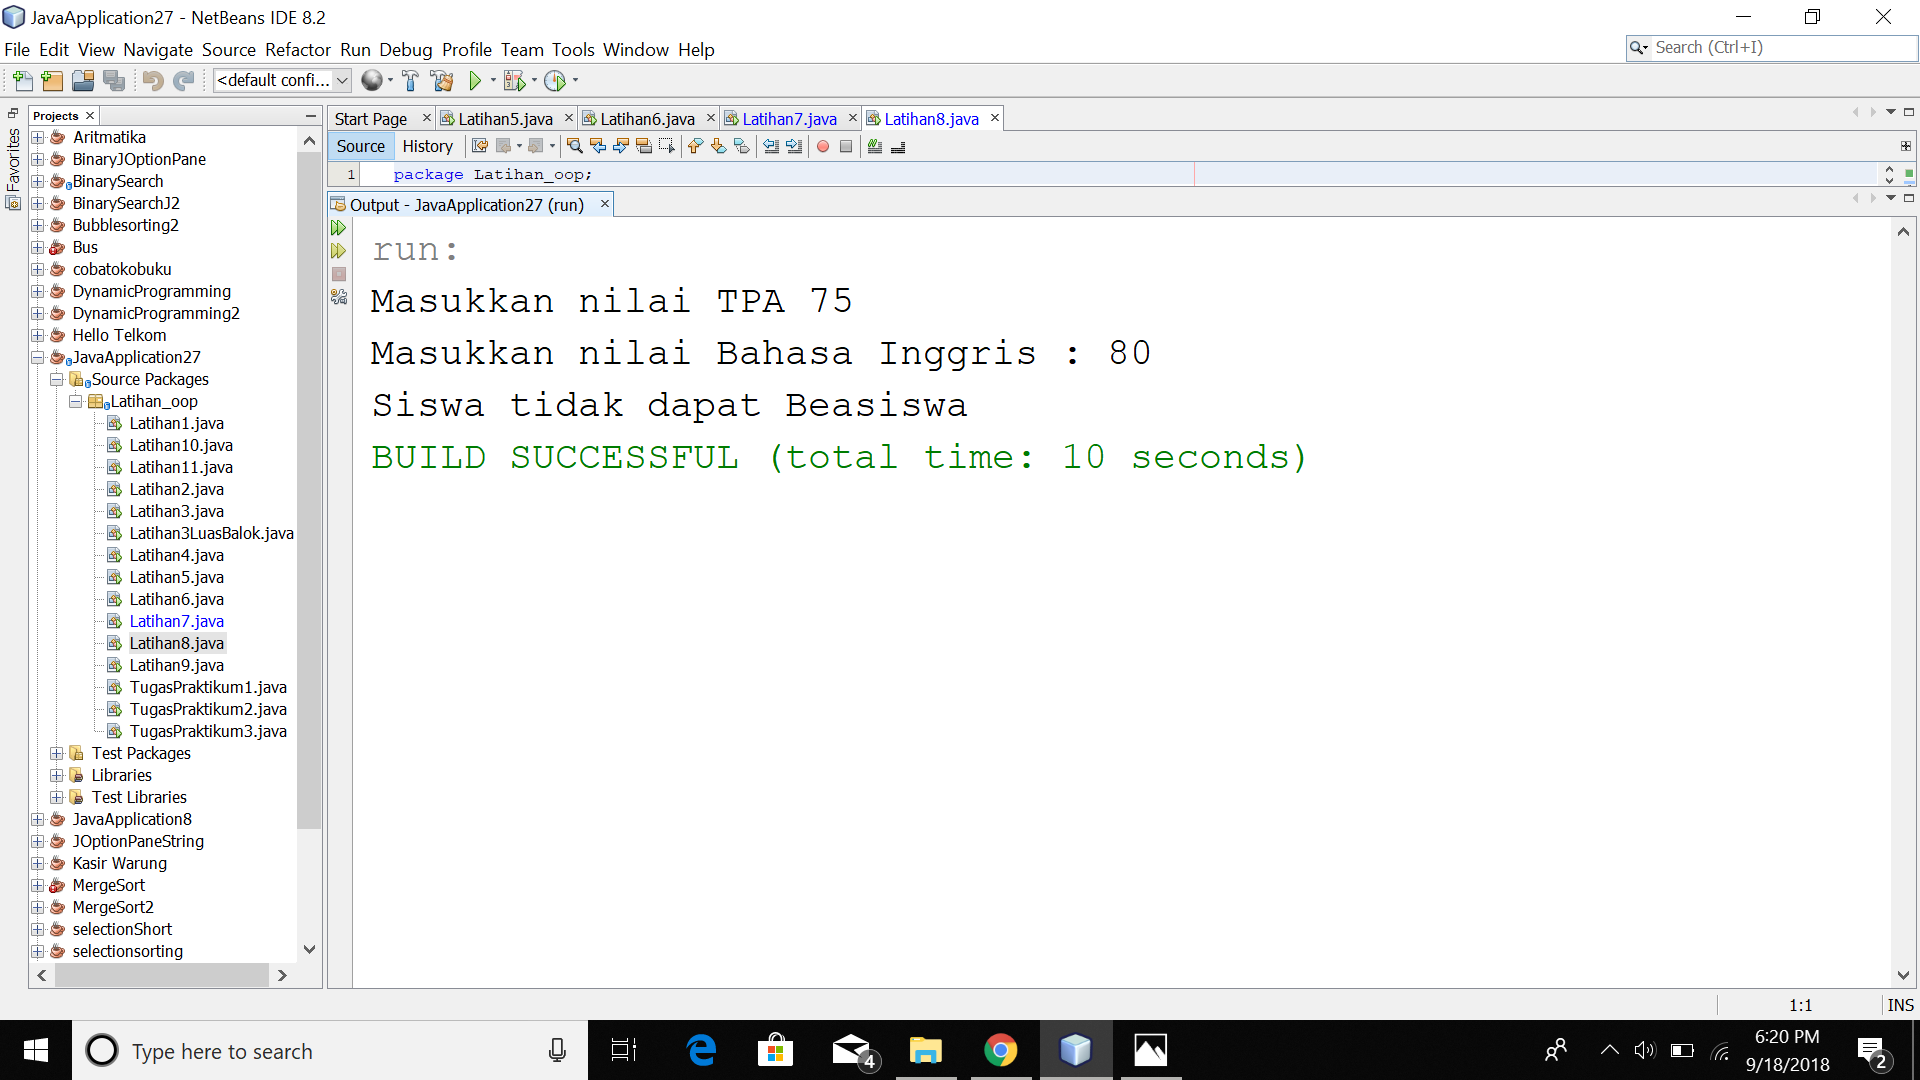 JavaApplication27 - NetBeans IDE 8.2
File Edit View Navigate Source Refactor Run Debug Profile Team Tools Window Help
Search (Ctrl+I)
<default confi...
Favorites
Projects
Aritmatika
BinaryJOptionPane
BinarySearch
BinarySearchJ2
Bubblesorting2
Bus
cobatokobuku
DynamicProgramming
DynamicProgramming2
Hello Telkom
JavaApplication27
Source Packages
Latihan_oop
Latihan1.java
Latihan10.java
Latihan11.java
Latihan2.java
Latihan3.java
Latihan3LuasBalok.java
Latihan4.java
Latihan5.java
Latihan6.java
Latihan7.java
Latihan8.java
Latihan9.java
TugasPraktikum1.java
TugasPraktikum2.java
TugasPraktikum3.java
Test Packages
Libraries
Test Libraries
JavaApplication8
JOptionPaneString
Kasir Warung
MergeSort
MergeSort2
selectionShort
selectionsorting
Start Page Latihan5.java Latihan6.java Latihan7.java Latihan8.java
Source History
1 package Latihan_oop;
Output - JavaApplication27 (run)
run:
Masukkan nilai TPA 75
Masukkan nilai Bahasa Inggris : 80
Siswa tidak dapat Beasiswa
BUILD SUCCESSFUL (total time: 10 seconds)
1:1 INS
Type here to search
4
6:20 PM
9/18/2018
2